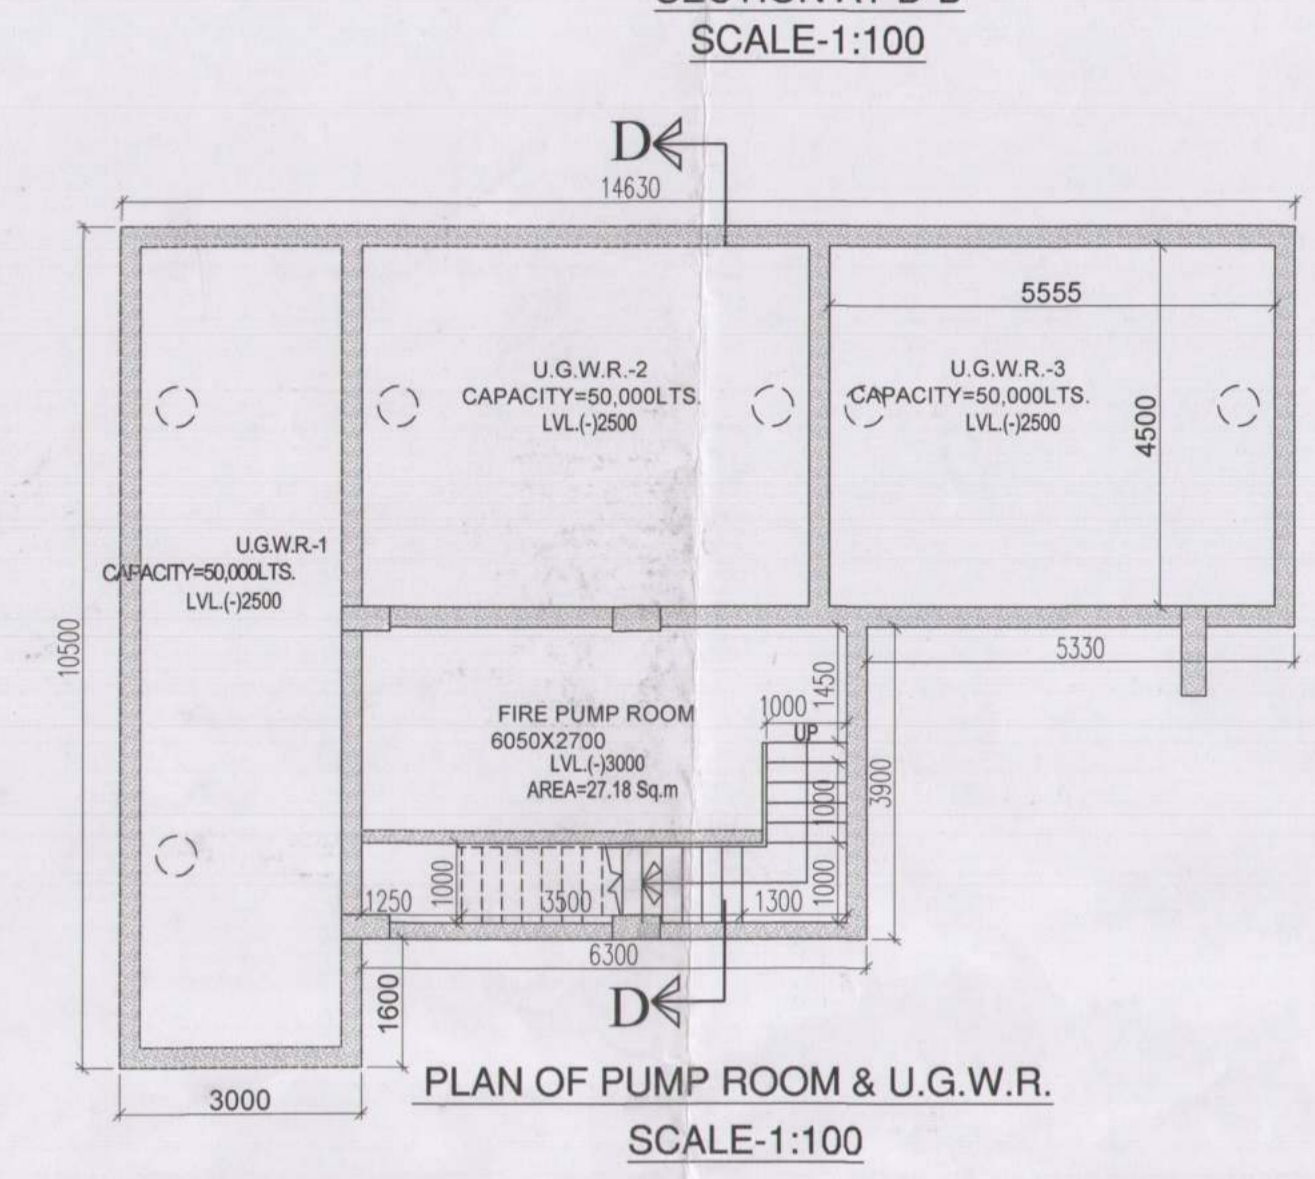 SCALE-1:100
D
14630
5555
U.G.W.R.-2
CAPACITY=50,000LTS.
LVL.(-)2500
U.G.W.R.-3
CAPACITY=50,000LTS.
LVL.(-)2500
4500
U.G.W.R.-1
CAPACITY=50,000LTS.
LVL.(-)2500
10500
5330
1450
1000
UP
FIRE PUMP ROOM
6050X2700
LVL.(-)3000
AREA=27.18 Sq.m
1000
3900
1000
1250
3500
1300
1000
6300
1600
D
3000
PLAN OF PUMP ROOM & U.G.W.R.
SCALE-1:100